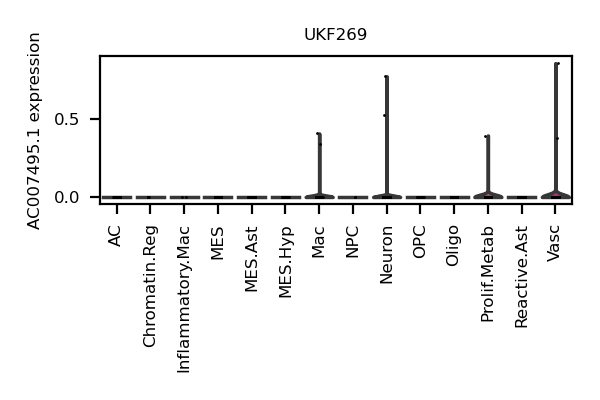 UKF269
AC007495.1 expression
0.5
0.0
AC
Chromatin.Reg
Inflammatory.Mac
MES
MES.Ast
MES.Hyp
Mac
NPC
Neuron
OPC
Oligo
Prolif.Metab
Reactive.Ast
Vasc